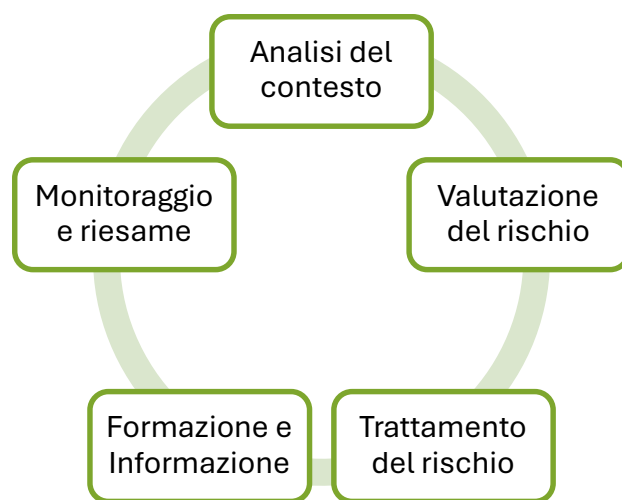 Analisi del
contesto
Valutazione
del rischio
Trattamento
del rischio
Formazione e
Informazione
Monitoraggio
e riesame